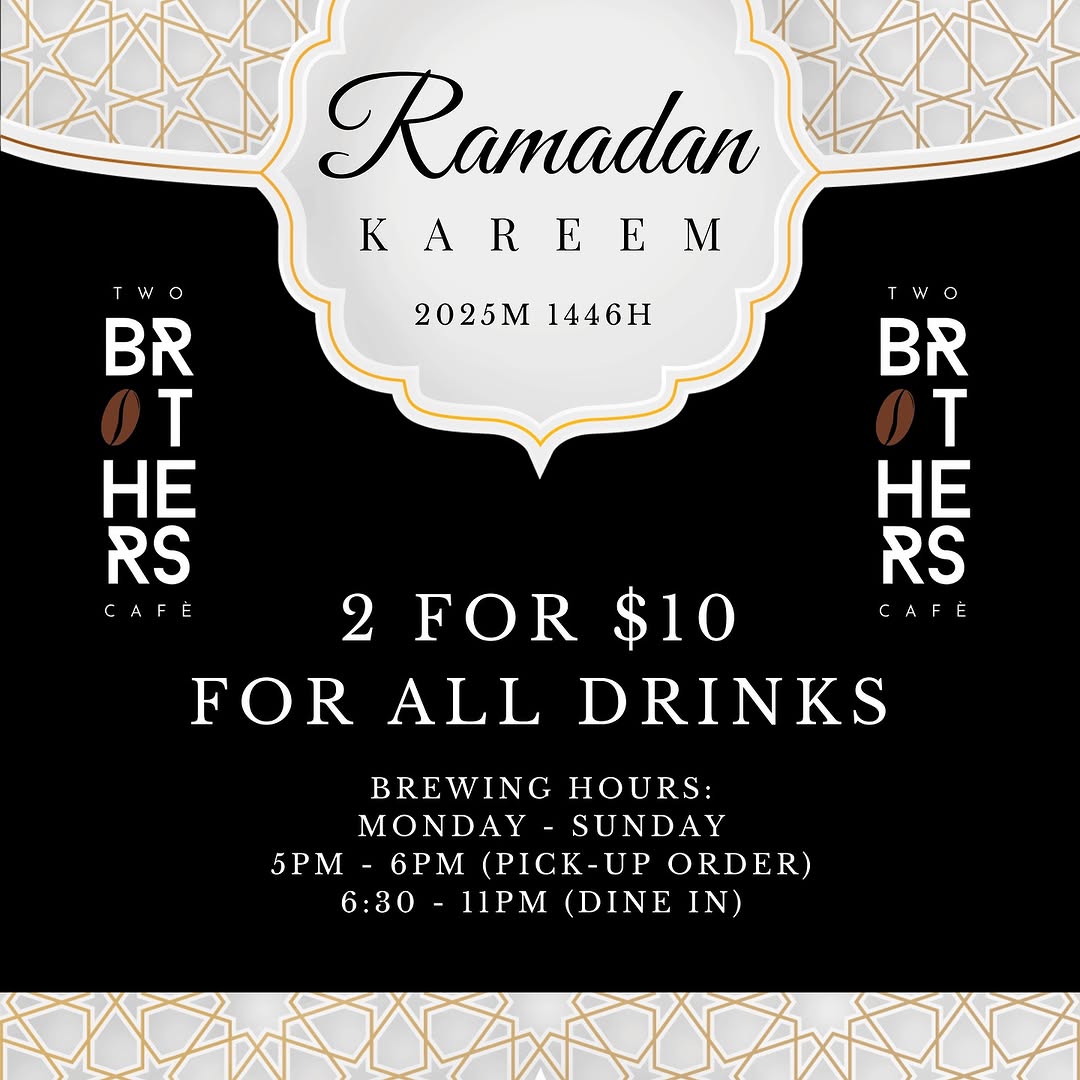 Ramadan
KAREEM
2025M 1446H
TWO
BR
T
HE
RS
CAFÈ
TWO
BR
T
HE
RS
CAFÈ
2 FOR $10
FOR ALL DRINKS
BREWING HOURS:
MONDAY - SUNDAY
5PM - 6PM (PICK-UP ORDER)
6:30 - 11PM (DINE IN)